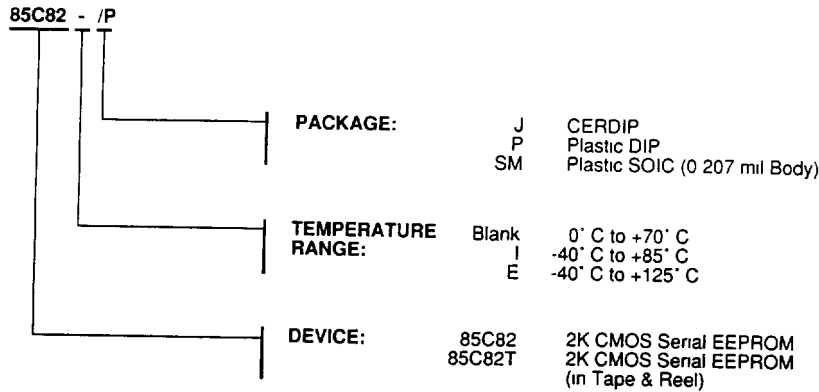 85C82 - /P
PACKAGE: J CERDIP
P Plastic DIP
SM Plastic SOIC (0 207 mil Body)
TEMPERATURE RANGE: Blank 0° C to +70° C
I -40° C to +85° C
E -40° C to +125° C
DEVICE: 85C82 2K CMOS Serial EEPROM
85C82T 2K CMOS Serial EEPROM
(in Tape & Reel)